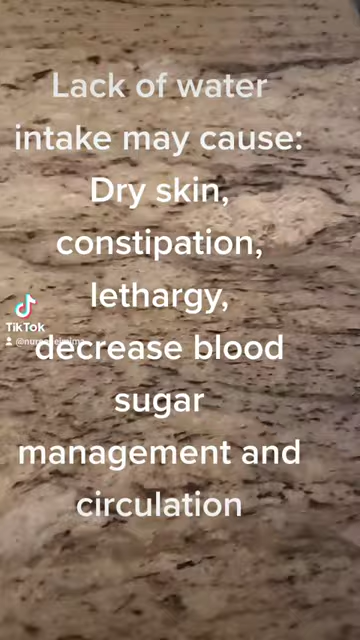 Lack of water
intake may cause:
Dry skin,
constipation,
lethargy,
decrease blood
sugar
management and
circulation
TikTok